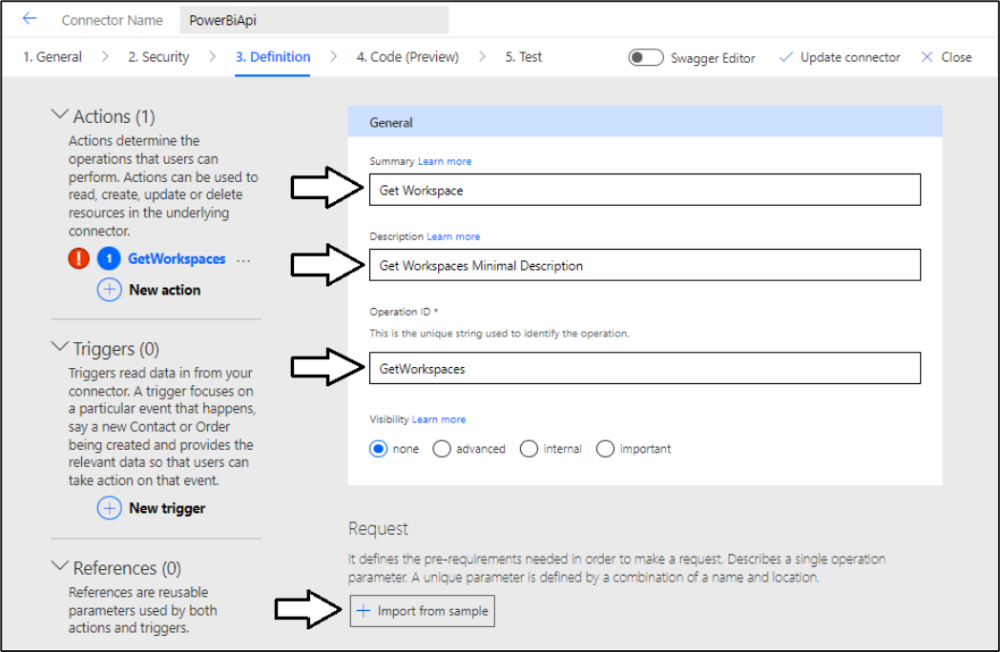 Connector Name PowerBiApi
1. General 2. Security 3. Definition 4. Code (Preview) 5. Test Swagger Editor Update connector Close
Actions (1)
Actions determine the
operations that users can
perform. Actions can be used to
read, create, update or delete
resources in the underlying
connector.
! 1 GetWorkspaces ...
New action
Triggers (0)
Triggers read data in from your
connector. A trigger focuses on
a particular event that happens,
say a new Contact or Order
being created and provides the
relevant data so that users can
take action on that event.
New trigger
References (0)
References are reusable
parameters used by both
actions and triggers.
General
Summary Learn more
Get Workspace
Description Learn more
Get Workspaces Minimal Description
Operation ID *
This is the unique string used to identify the operation.
GetWorkspaces
Visibility Learn more
none advanced internal important
Request
It defines the pre-requirements needed in order to make a request. Describes a single operation
parameter. A unique parameter is defined by a combination of a name and location.
Import from sample